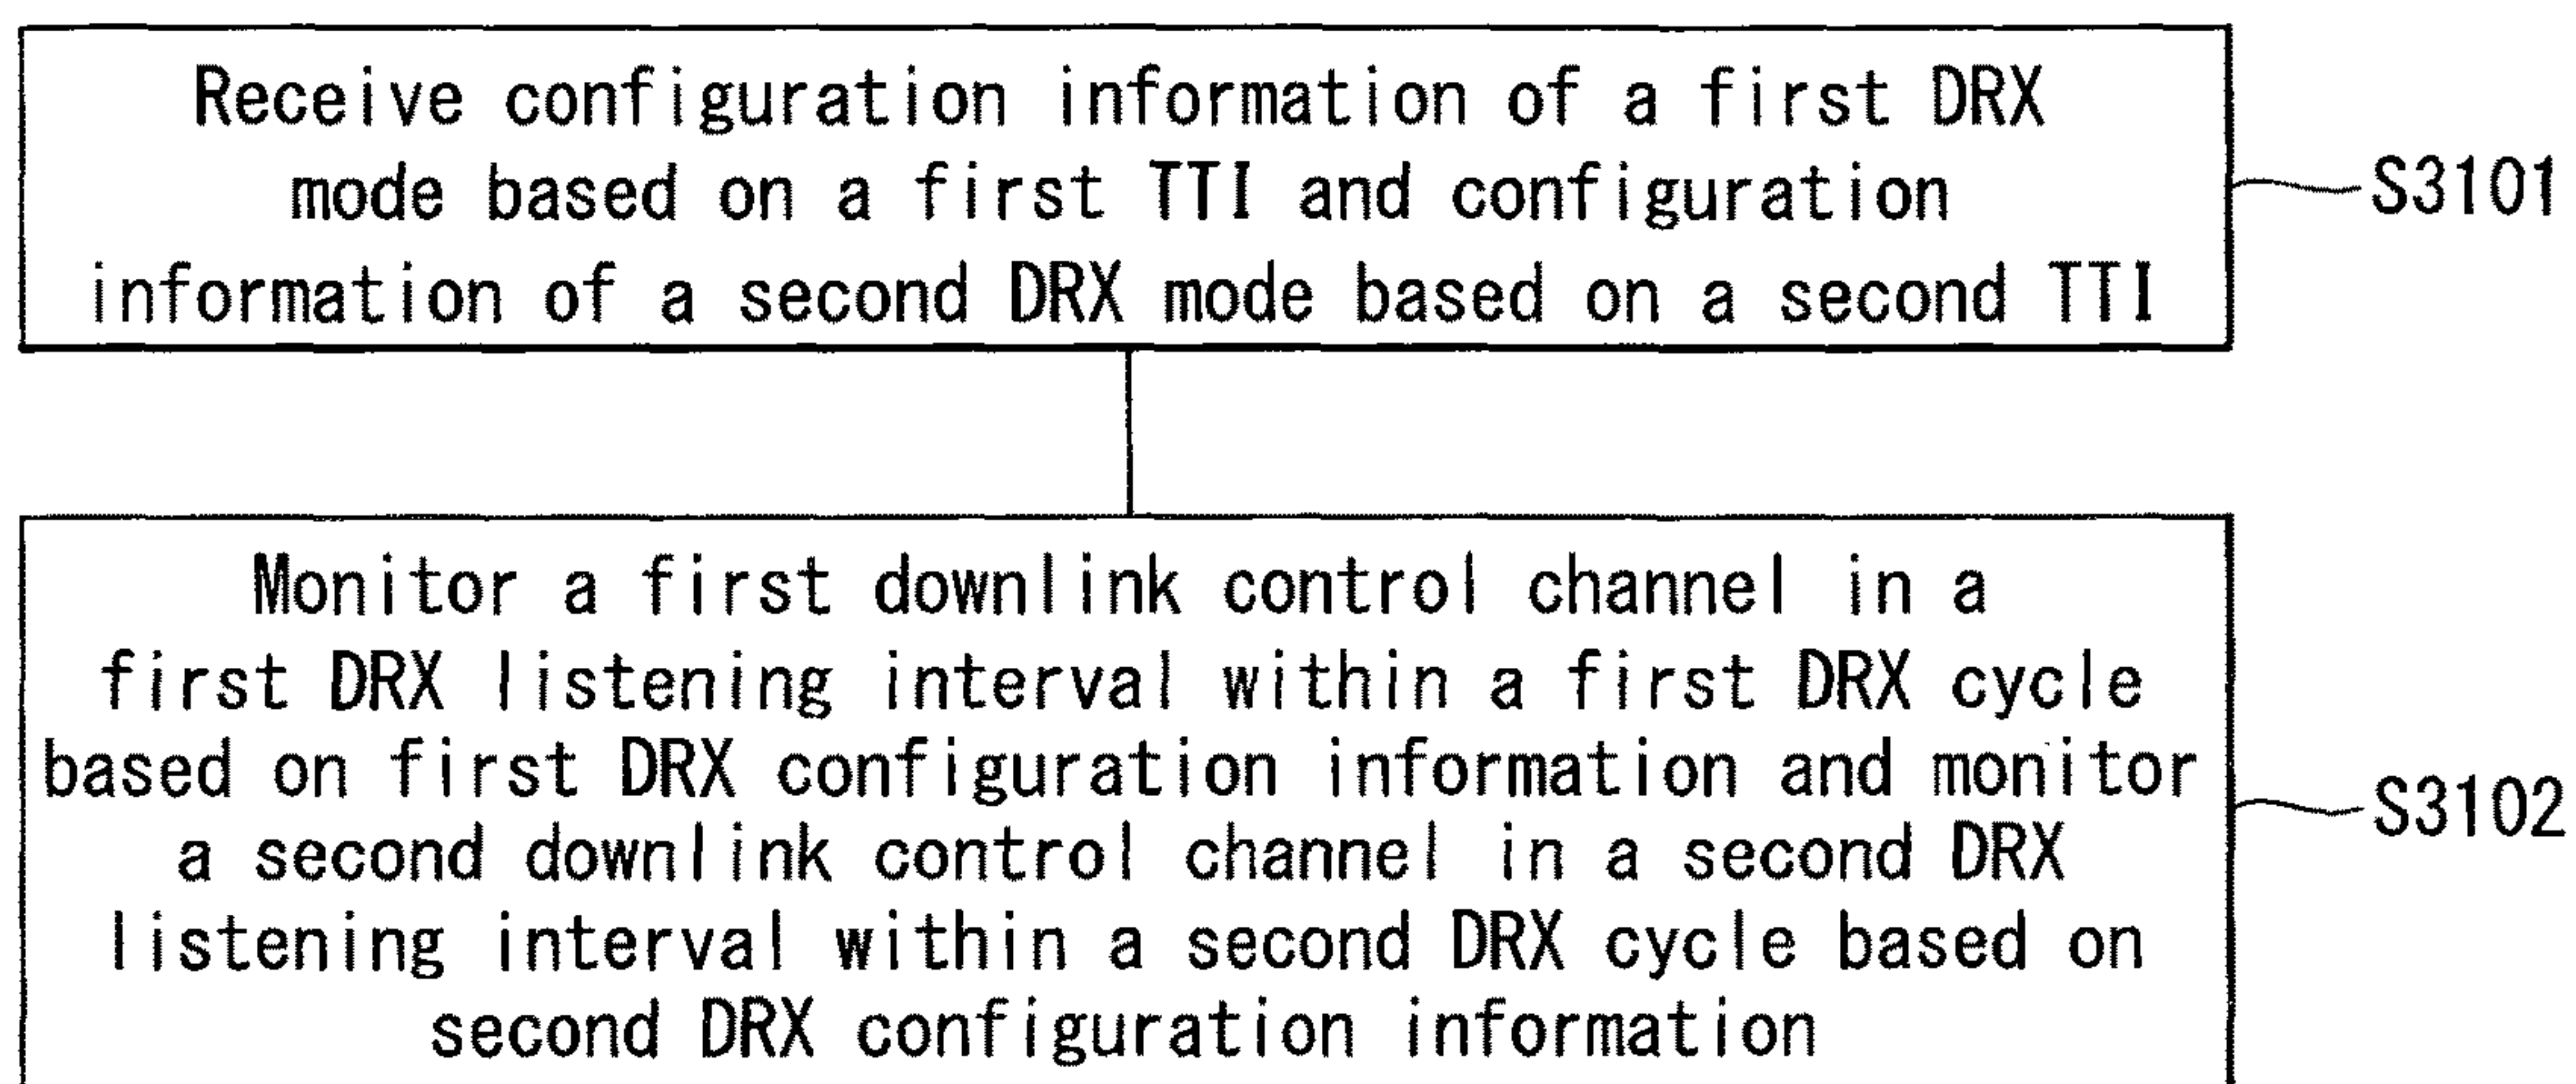 Receive configuration information of a first DRX
mode based on a first TTI and configuration
information of a second DRX mode based on a second TTI
S3101
Monitor a first downlink control channel in a
first DRX listening interval within a first DRX cycle
based on first DRX configuration information and monitor
a second downlink control channel in a second DRX
listening interval within a second DRX cycle based on
second DRX configuration information
S3102